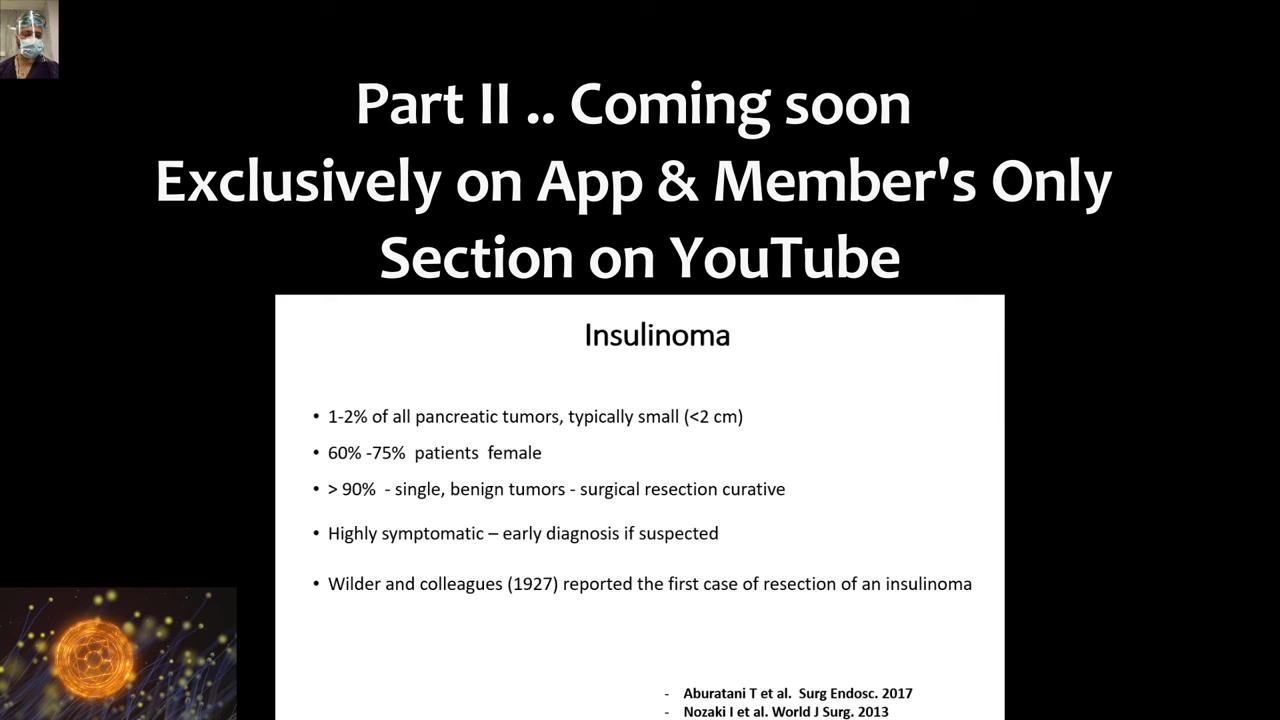 Part II .. Coming soon
Exclusively on App & Member's Only
Section on YouTube
Insulinoma
• 1-2% of all pancreatic tumors, typically small (<2 cm)
• 60% -75% patients female
• > 90% - single, benign tumors - surgical resection curative
• Highly symptomatic – early diagnosis if suspected
• Wilder and colleagues (1927) reported the first case of resection of an insulinoma
- Aburatani T et al. Surg Endosc. 2017
- Nozaki I et al. World J Surg. 2013